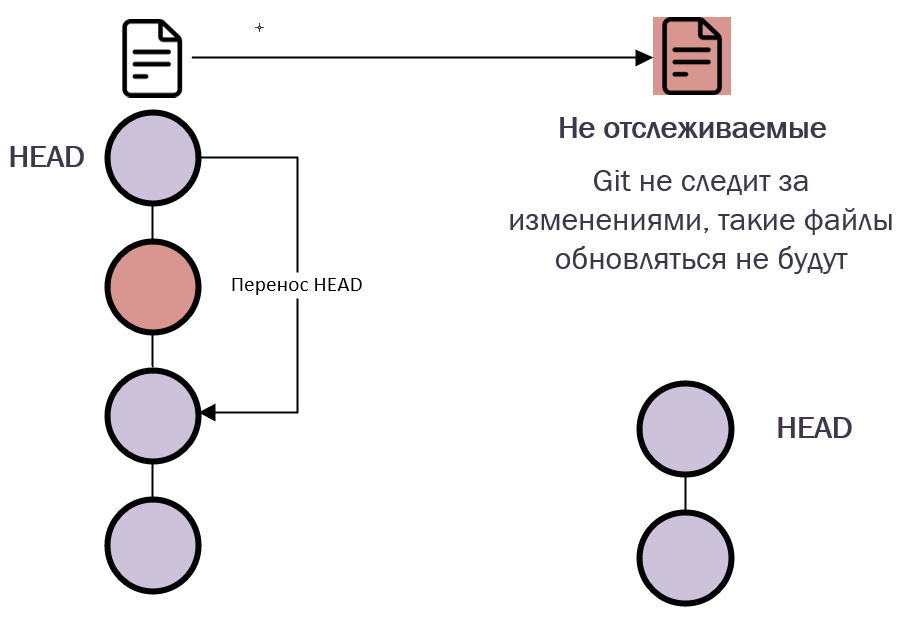 HEAD
Не отслеживаемые
Git не следит за
изменениями, такие файлы
обновляться не будут
Перенос HEAD
HEAD